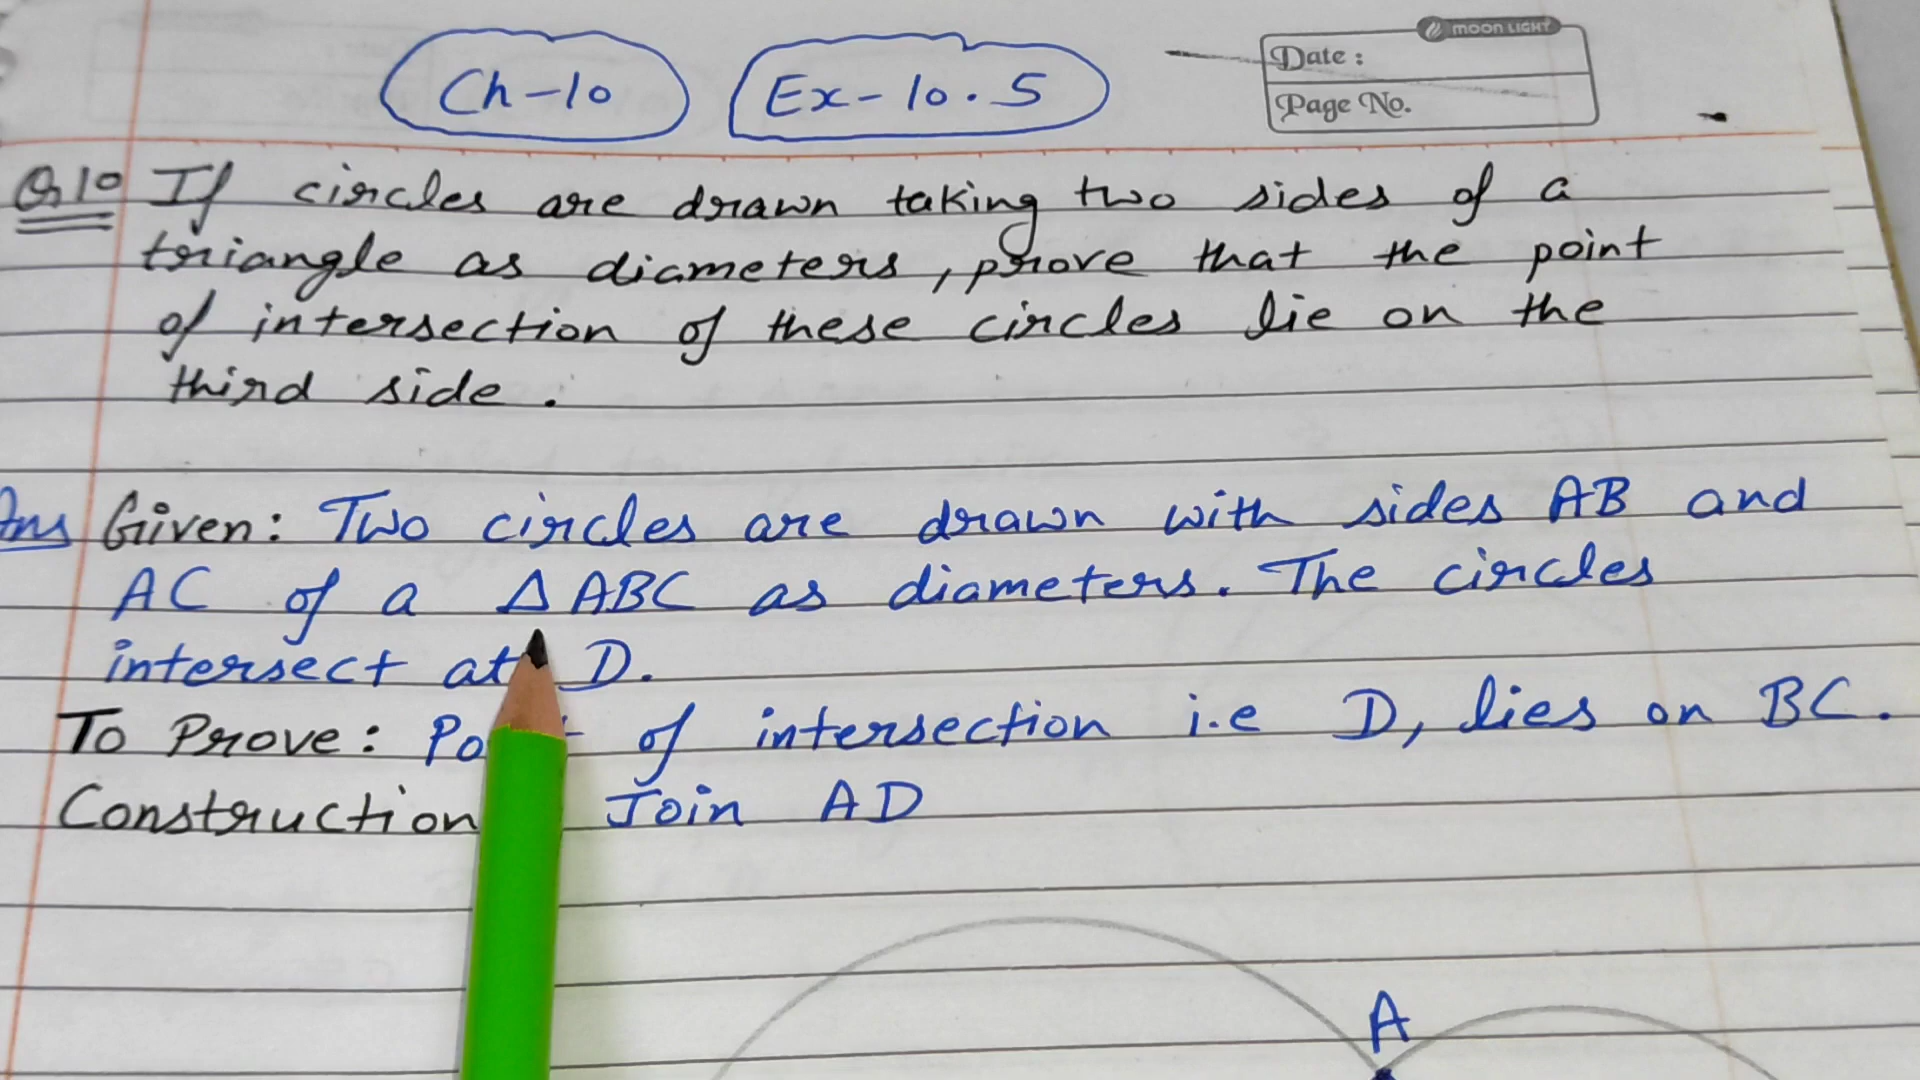 MOON LIGHT
Date :
Page No.
Ch-10 Ex-10.5
Q10 If circles are drawn taking two sides of a
triangle as diameters, prove that the point
of intersection of these circles lie on the
third side.
Ans Given: Two circles are drawn with sides AB and
AC of a Δ ABC as diameters. The circles
intersect at D.
To Prove: of intersection i.e D, lies on BC.
Construction Join AD
A